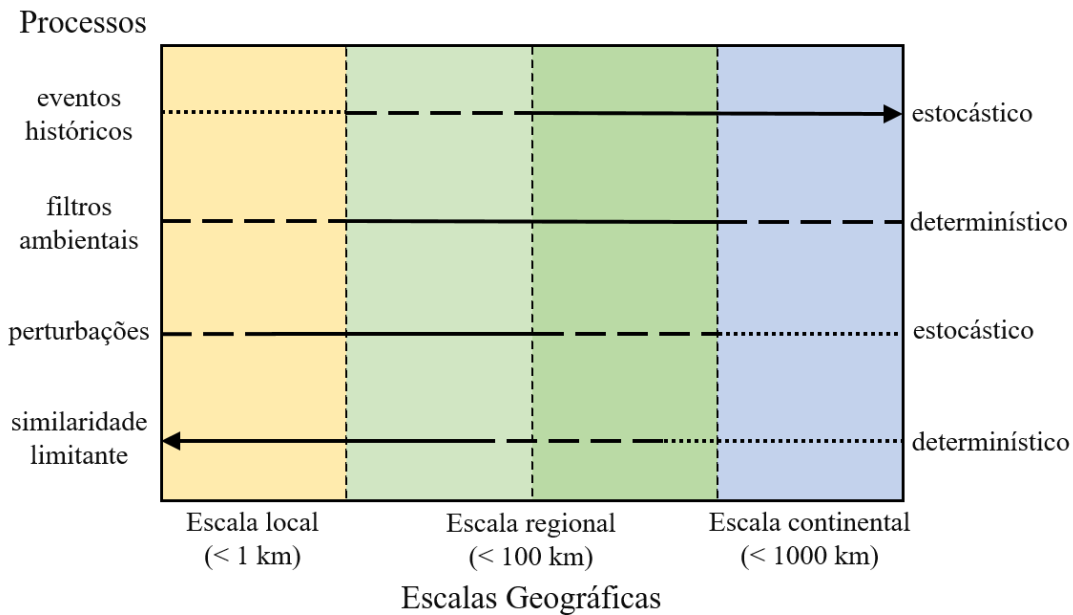 Processos
eventos
históricos
estocástico
filtros
ambientais
determinístico
perturbações
estocástico
similaridade
limitante
determinístico
Escala local
(< 1 km)
Escala regional
(< 100 km)
Escala continental
(< 1000 km)
Escalas Geográficas